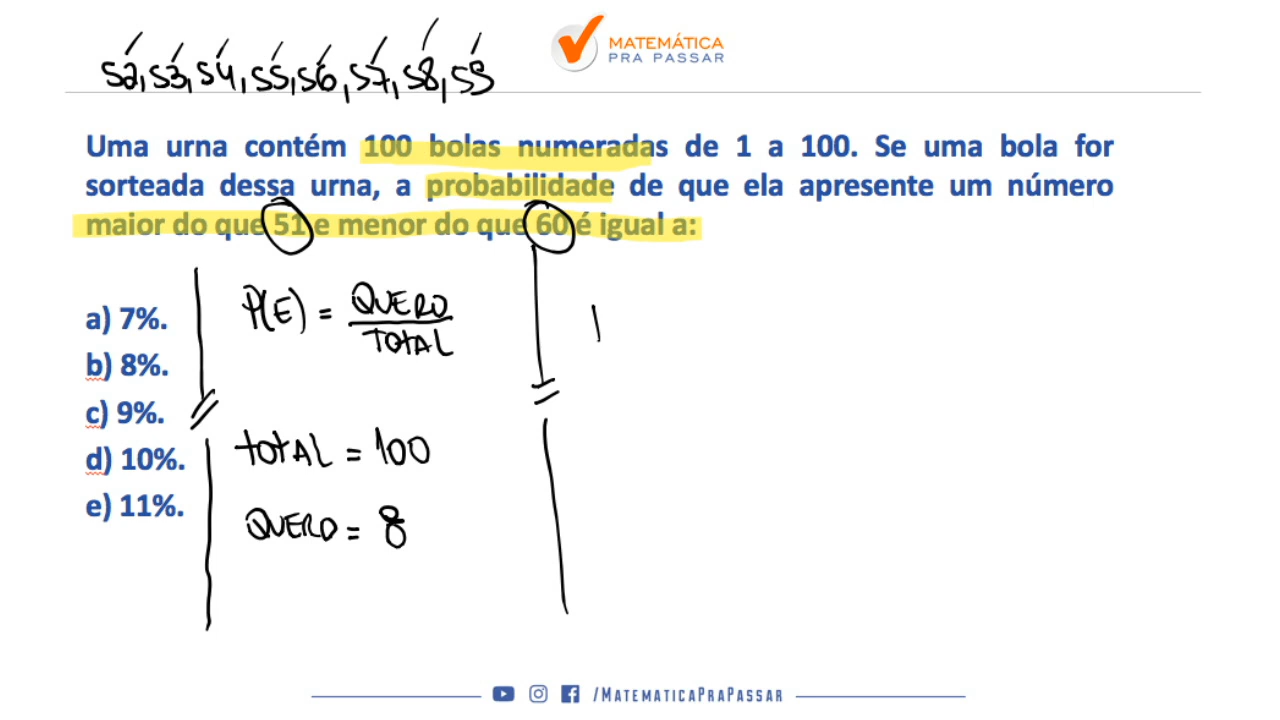 52, 53, 54, 55, 56, 57, 58, 59
MATEMÁTICA
PRA PASSAR
Uma urna contém 100 bolas numeradas de 1 a 100. Se uma bola for
sorteada dessa urna, a probabilidade de que ela apresente um número
maior do que 51 e menor do que 60 é igual a:
a) 7%.
b) 8%.
c) 9%.
d) 10%.
e) 11%.
P(E) = QUERO
TOTAL
TOTAL = 100
QUERO = 8
/MATEMATICAPRAPASSAR